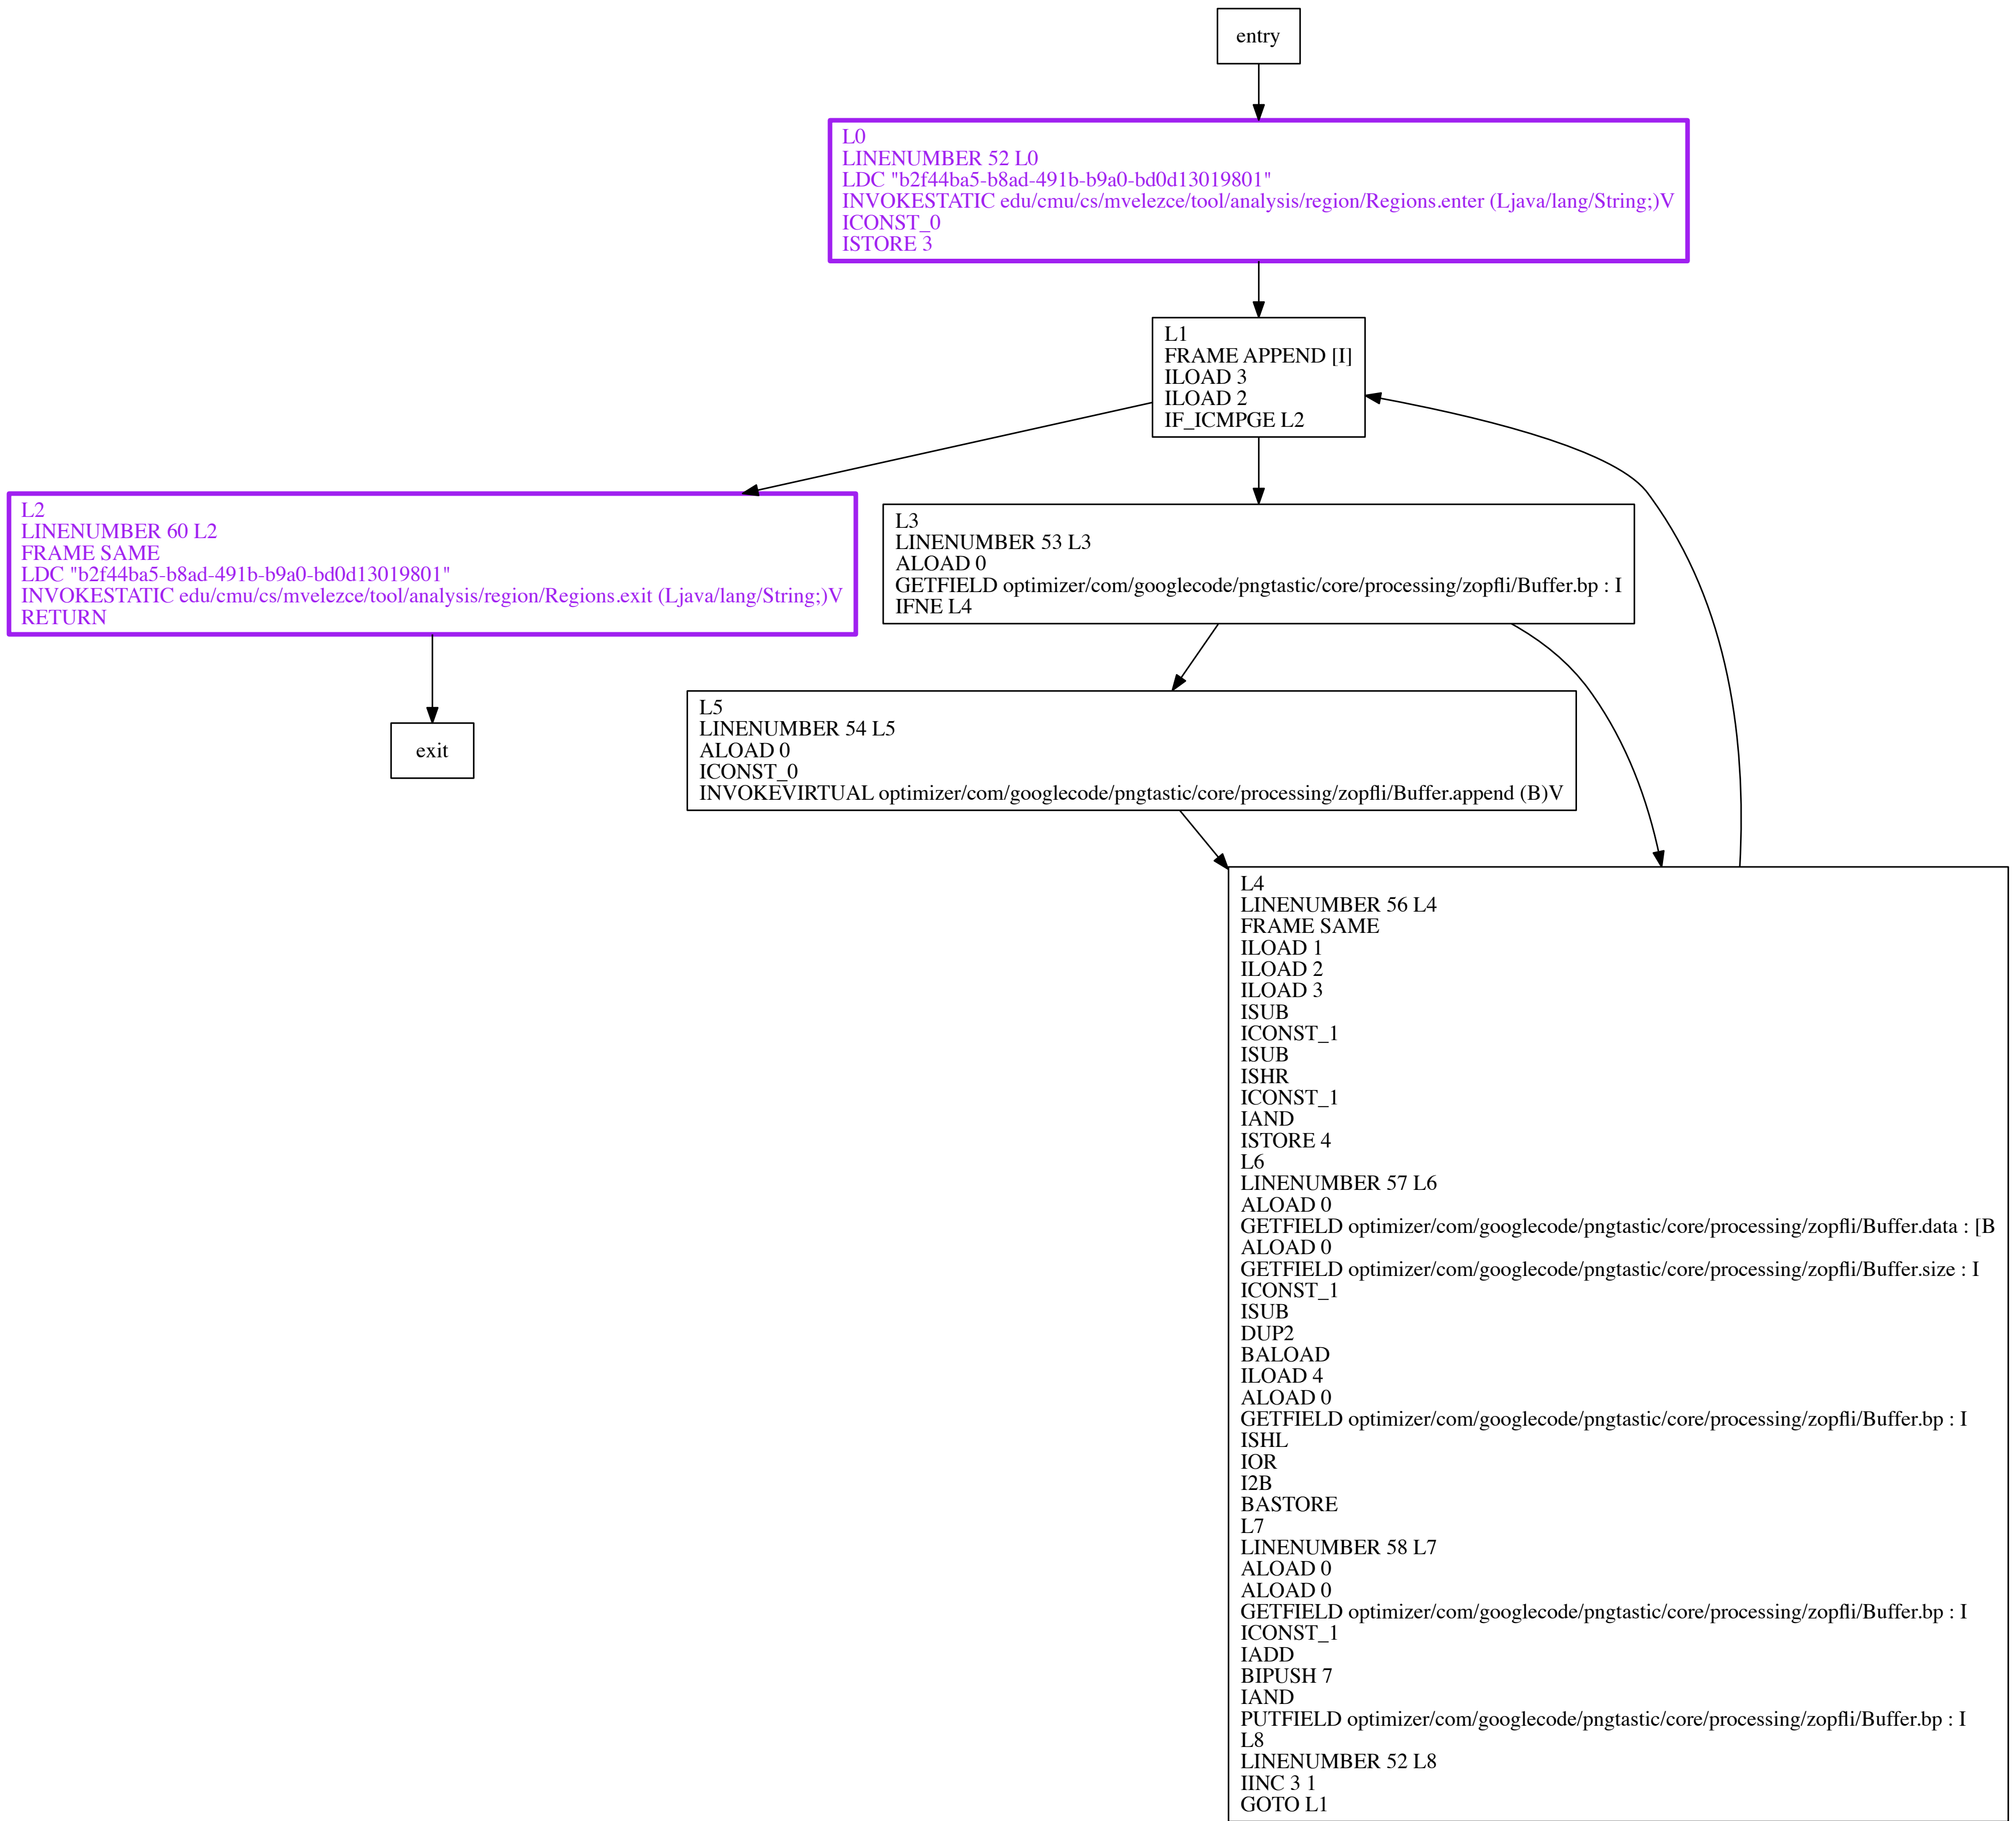 entry
L0
LINENUMBER 52 L0
LDC "b2f44ba5-b8ad-491b-b9a0-bd0d13019801"
INVOKESTATIC edu/cmu/cs/mvelezce/tool/analysis/region/Regions.enter (Ljava/lang/String;)V
ICONST_0
ISTORE 3
L1
FRAME APPEND [I]
ILOAD 3
ILOAD 2
IF_ICMPGE L2
L2
LINENUMBER 60 L2
FRAME SAME
LDC "b2f44ba5-b8ad-491b-b9a0-bd0d13019801"
INVOKESTATIC edu/cmu/cs/mvelezce/tool/analysis/region/Regions.exit (Ljava/lang/String;)V
RETURN
L3
LINENUMBER 53 L3
ALOAD 0
GETFIELD optimizer/com/googlecode/pngtastic/core/processing/zopfli/Buffer.bp : I
IFNE L4
L5
LINENUMBER 54 L5
ALOAD 0
ICONST_0
INVOKEVIRTUAL optimizer/com/googlecode/pngtastic/core/processing/zopfli/Buffer.append (B)V
exit
L4
LINENUMBER 56 L4
FRAME SAME
ILOAD 1
ILOAD 2
ILOAD 3
ISUB
ICONST_1
ISUB
ISHR
ICONST_1
IAND
ISTORE 4
L6
LINENUMBER 57 L6
ALOAD 0
GETFIELD optimizer/com/googlecode/pngtastic/core/processing/zopfli/Buffer.data : [B
ALOAD 0
GETFIELD optimizer/com/googlecode/pngtastic/core/processing/zopfli/Buffer.size : I
ICONST_1
ISUB
DUP2
BALOAD
ILOAD 4
ALOAD 0
GETFIELD optimizer/com/googlecode/pngtastic/core/processing/zopfli/Buffer.bp : I
ISHL
IOR
I2B
BASTORE
L7
LINENUMBER 58 L7
ALOAD 0
ALOAD 0
GETFIELD optimizer/com/googlecode/pngtastic/core/processing/zopfli/Buffer.bp : I
ICONST_1
IADD
BIPUSH 7
IAND
PUTFIELD optimizer/com/googlecode/pngtastic/core/processing/zopfli/Buffer.bp : I
L8
LINENUMBER 52 L8
IINC 3 1
GOTO L1